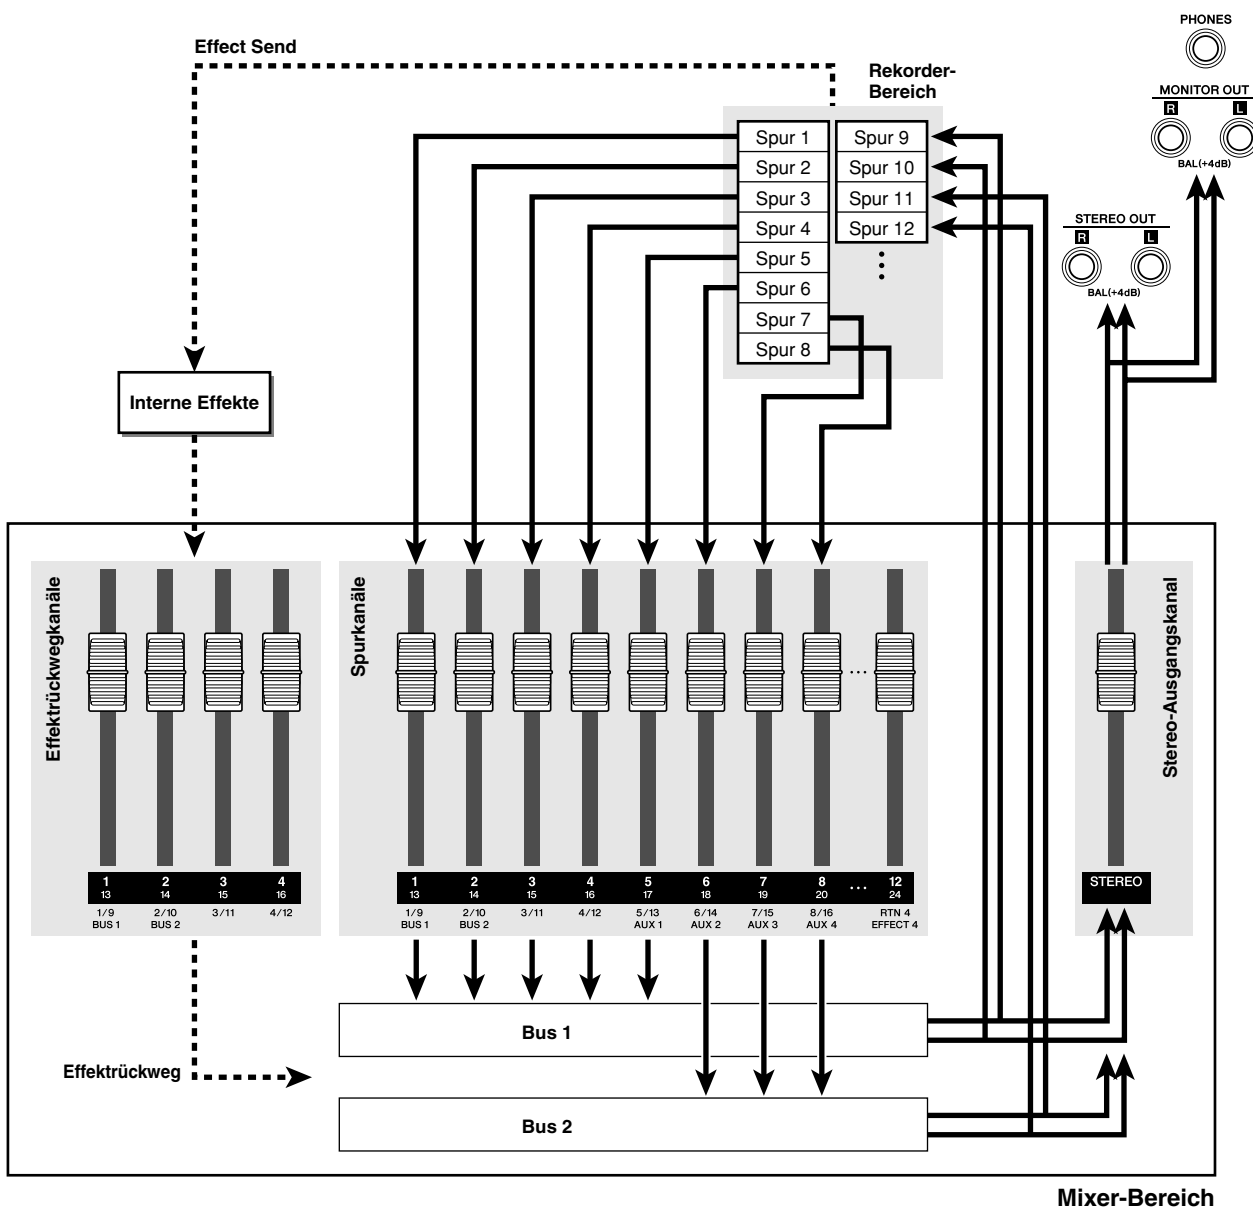 PHONES
Effect Send
Rekorder-
Bereich
MONITOR OUT
R L
BAL(+4dB)
Spur 1 Spur 9
Spur 2 Spur 10
Spur 3 Spur 11
Spur 4 Spur 12
Spur 5
Spur 6
Spur 7
Spur 8
STEREO OUT
R L
BAL(+4dB)
Interne Effekte
Effektrückwegkanäle
1 2 3 4
13 14 15 16
1/9 2/10 3/11 4/12
BUS 1 BUS 2
Spurkanäle
...
1 2 3 4 5 6 7 8 ... 12
13 14 15 16 17 18 19 20 24
1/9 2/10 3/11 4/12 5/13 6/14 7/15 8/16 RTN 4
BUS 1 BUS 2 AUX 1 AUX 2 AUX 3 AUX 4 EFFECT 4
Stereo-Ausgangskanal
STEREO
Bus 1
Effektrückweg
Bus 2
Mixer-Bereich